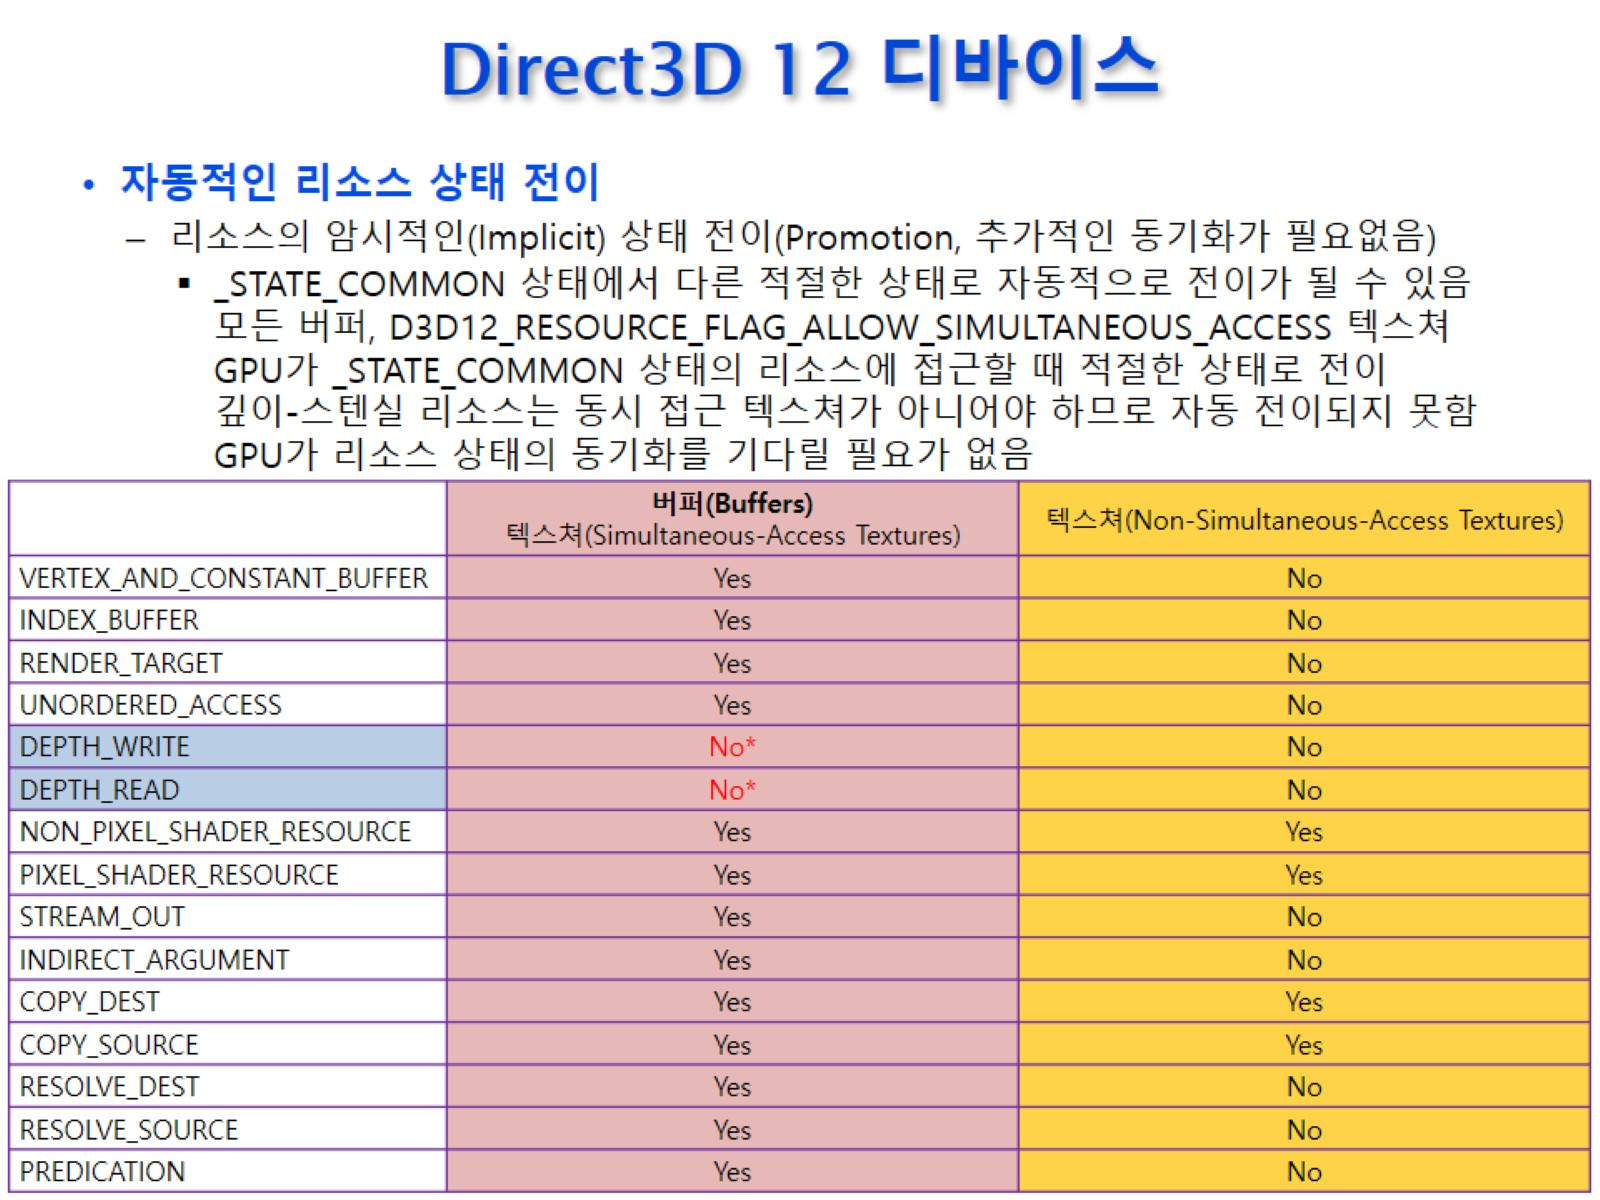 Direct3D 12 디바이스
• 자동적인 리소스 상태 전이
– 리소스의 암시적인(Implicit) 상태 전이(Promotion, 추가적인 동기화가 필요없음)
▪ _STATE_COMMON 상태에서 다른 적절한 상태로 자동적으로 전이가 될 수 있음
모든 버퍼, D3D12_RESOURCE_FLAG_ALLOW_SIMULTANEOUS_ACCESS 텍스쳐
GPU가 _STATE_COMMON 상태의 리소스에 접근할 때 적절한 상태로 전이
깊이-스텐실 리소스는 동시 접근 텍스쳐가 아니어야 하므로 자동 전이되지 못함
GPU가 리소스 상태의 동기화를 기다릴 필요가 없음
버퍼(Buffers)
텍스쳐(Simultaneous-Access Textures)
텍스쳐(Non-Simultaneous-Access Textures)
VERTEX_AND_CONSTANT_BUFFER Yes No
INDEX_BUFFER Yes No
RENDER_TARGET Yes No
UNORDERED_ACCESS Yes No
DEPTH_WRITE No* No
DEPTH_READ No* No
NON_PIXEL_SHADER_RESOURCE Yes Yes
PIXEL_SHADER_RESOURCE Yes Yes
STREAM_OUT Yes No
INDIRECT_ARGUMENT Yes No
COPY_DEST Yes Yes
COPY_SOURCE Yes Yes
RESOLVE_DEST Yes No
RESOLVE_SOURCE Yes No
PREDICATION Yes No